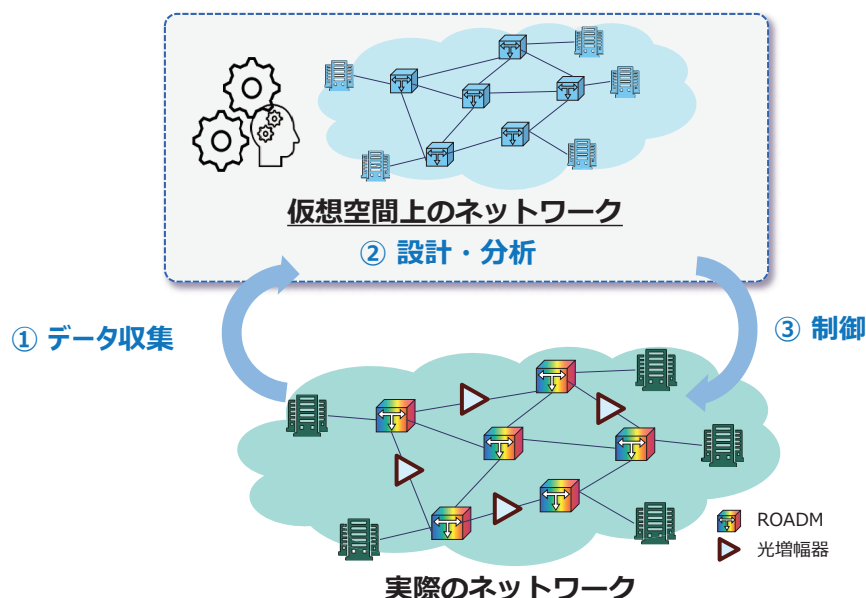 仮想空間上のネットワーク
② 設計・分析
① データ収集
③ 制御
ROADM
光増幅器
実際のネットワーク